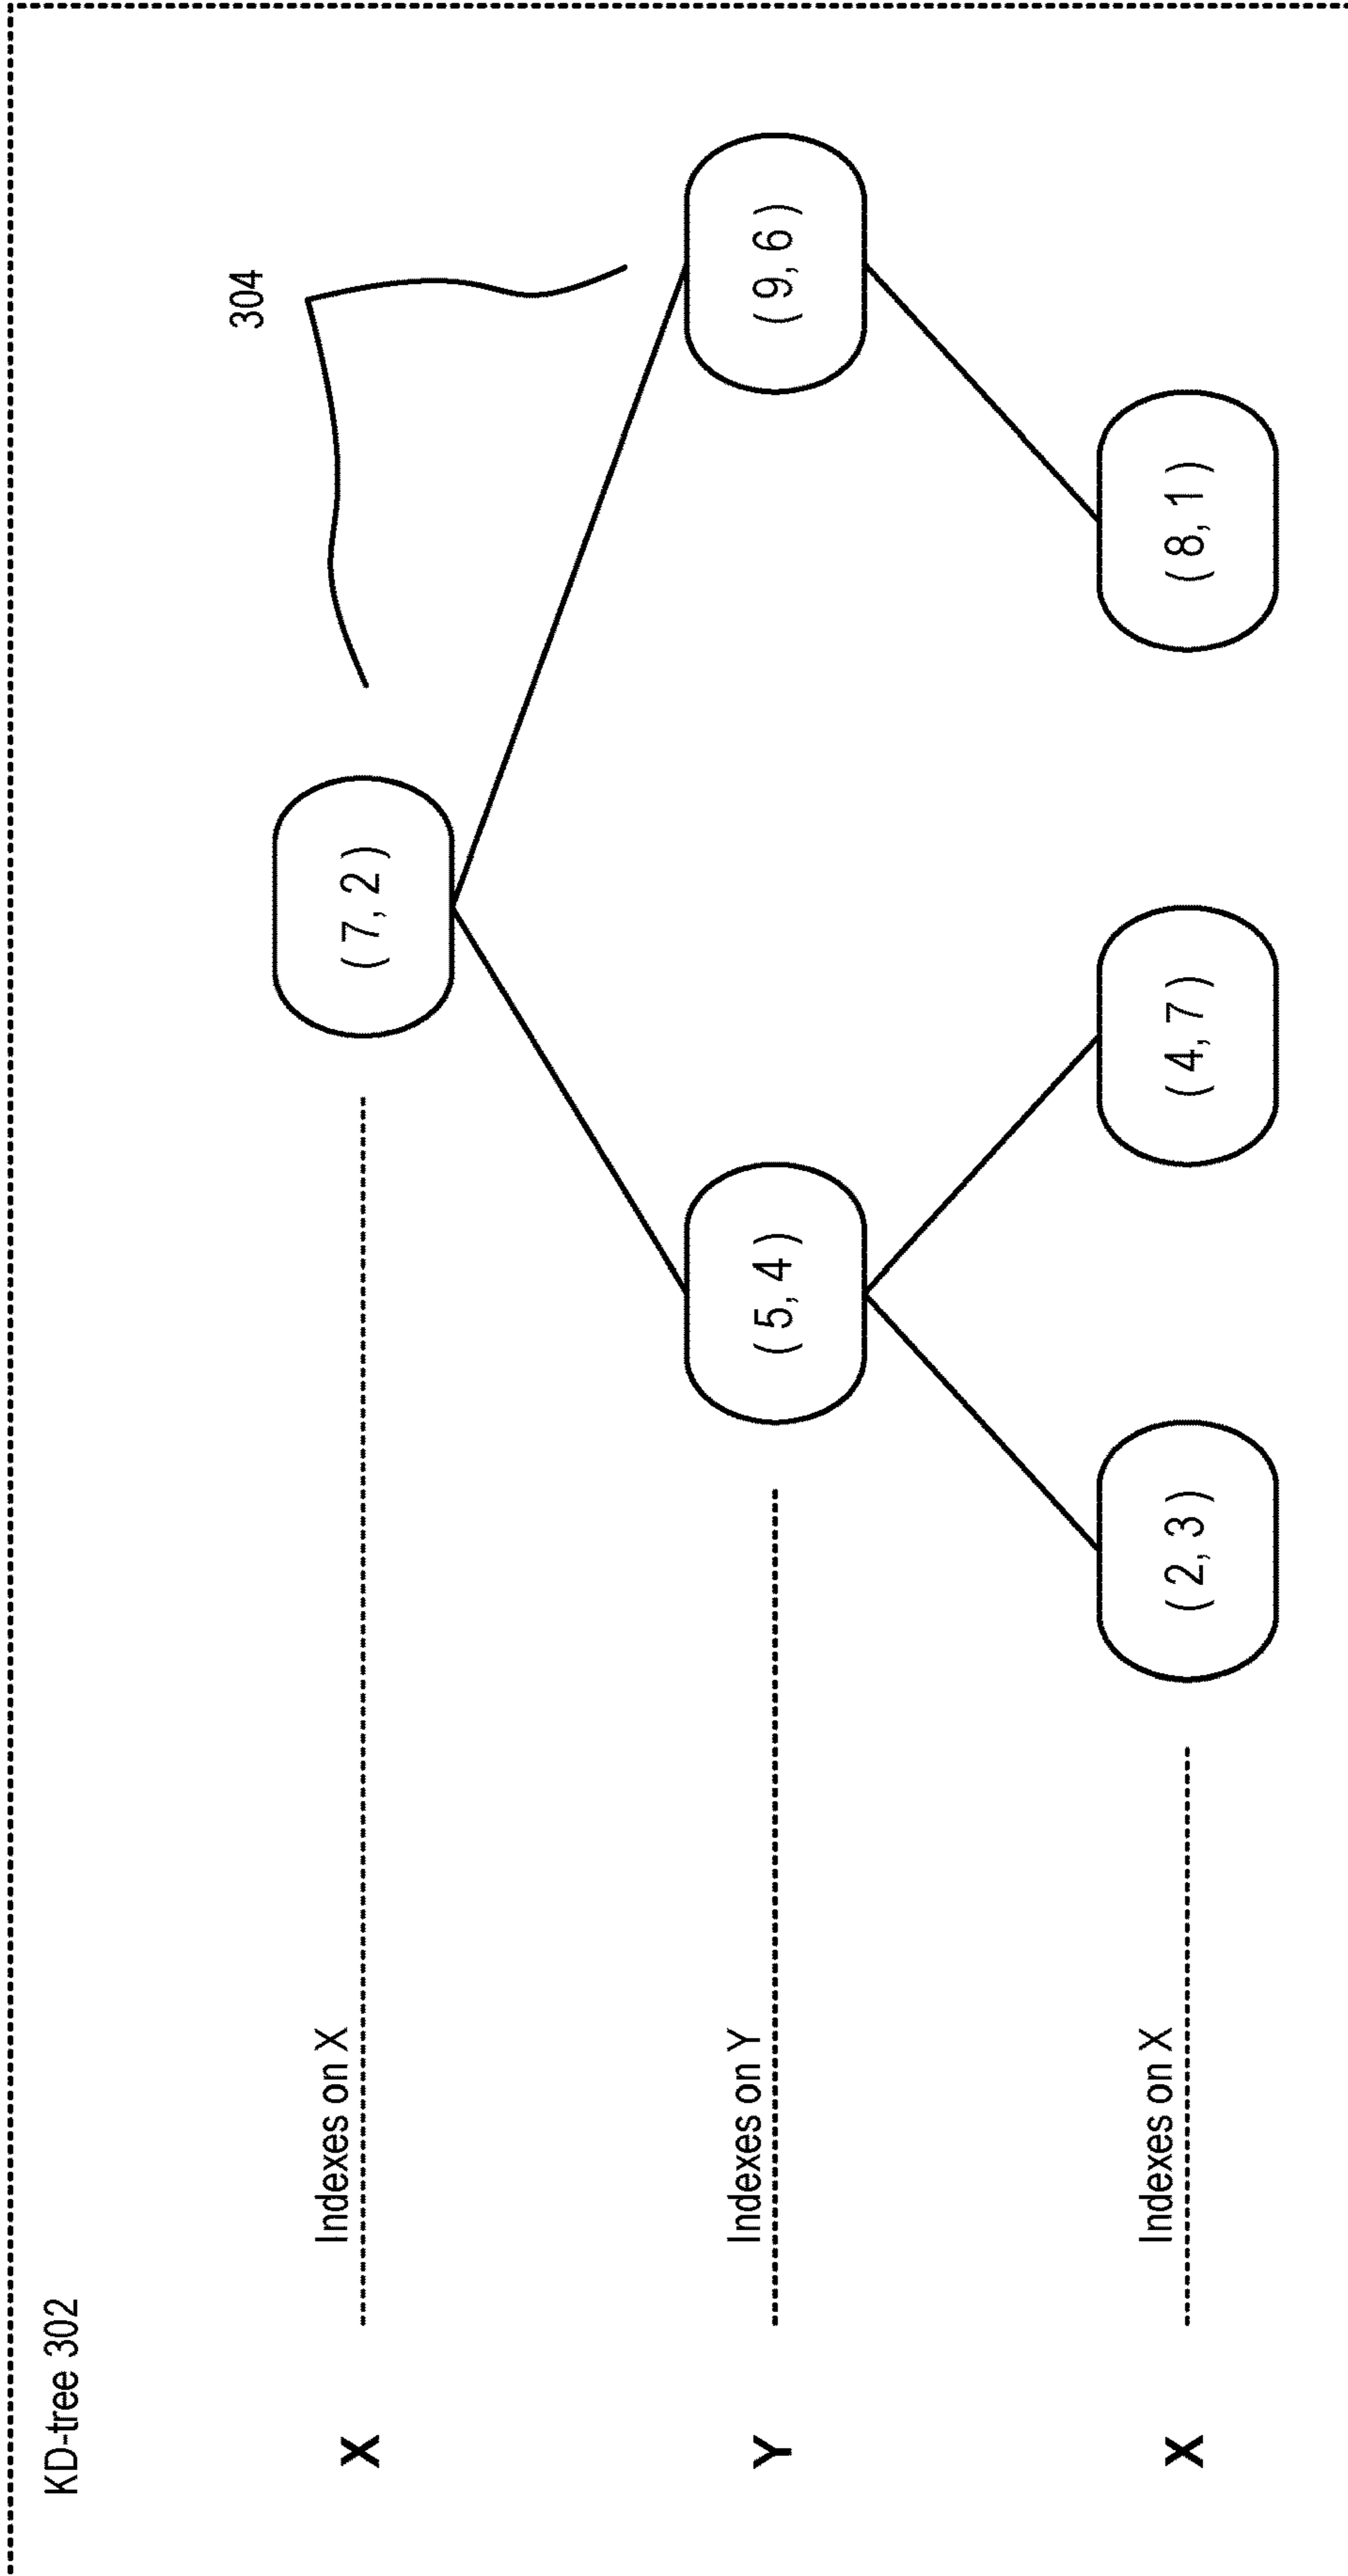 KD-tree 302
304
X
Indexes on X
( 7, 2 )
Y
Indexes on Y
( 5, 4 )
( 9, 6 )
X
Indexes on X
( 2, 3 )
( 4, 7 )
( 8, 1 )